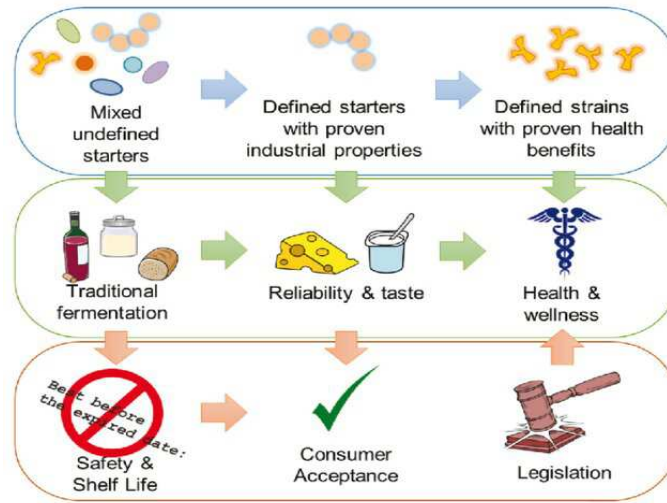 Mixed
undefined
starters
Defined starters
with proven
industrial properties
Defined strains
with proven health
benefits
Traditional
fermentation
Reliability & taste
Health &
wellness
Best before
the expired date:
Safety &
Shelf Life
Consumer
Acceptance
Legislation